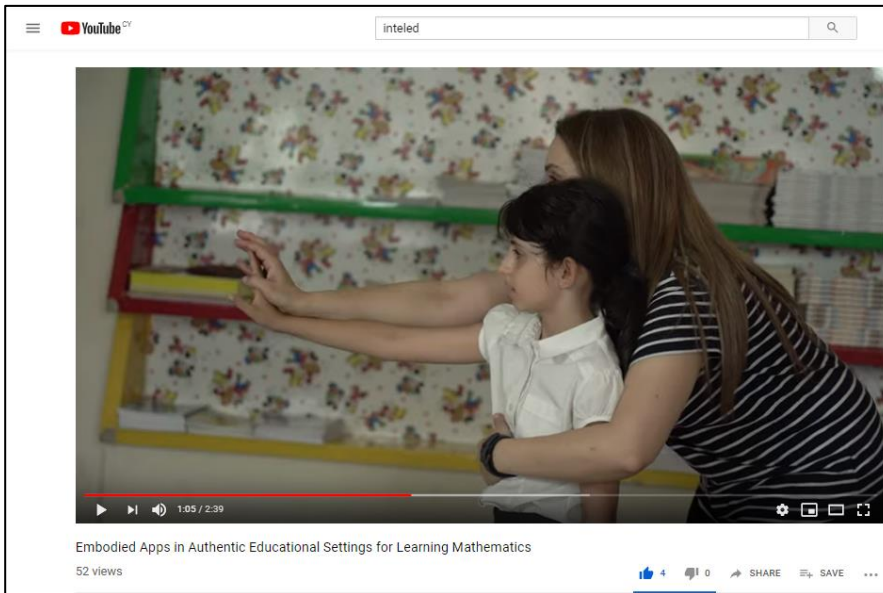 YouTube CY
inteled
1:05 / 2:39
Embodied Apps in Authentic Educational Settings for Learning Mathematics
52 views
4 0 SHARE SAVE